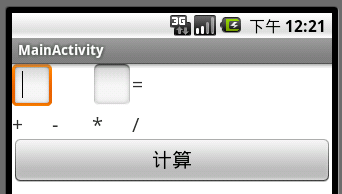 3G 下午 12:21
MainActivity
=
+ - * /
计算